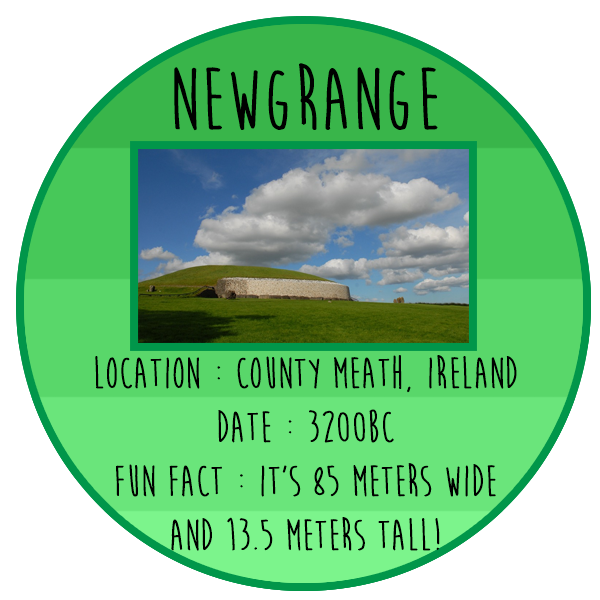 NEWGRANGE
LOCATION : COUNTY MEATH, IRELAND
DATE : 3200BC
FUN FACT : IT'S 85 METERS WIDE
AND 13.5 METERS TALL!